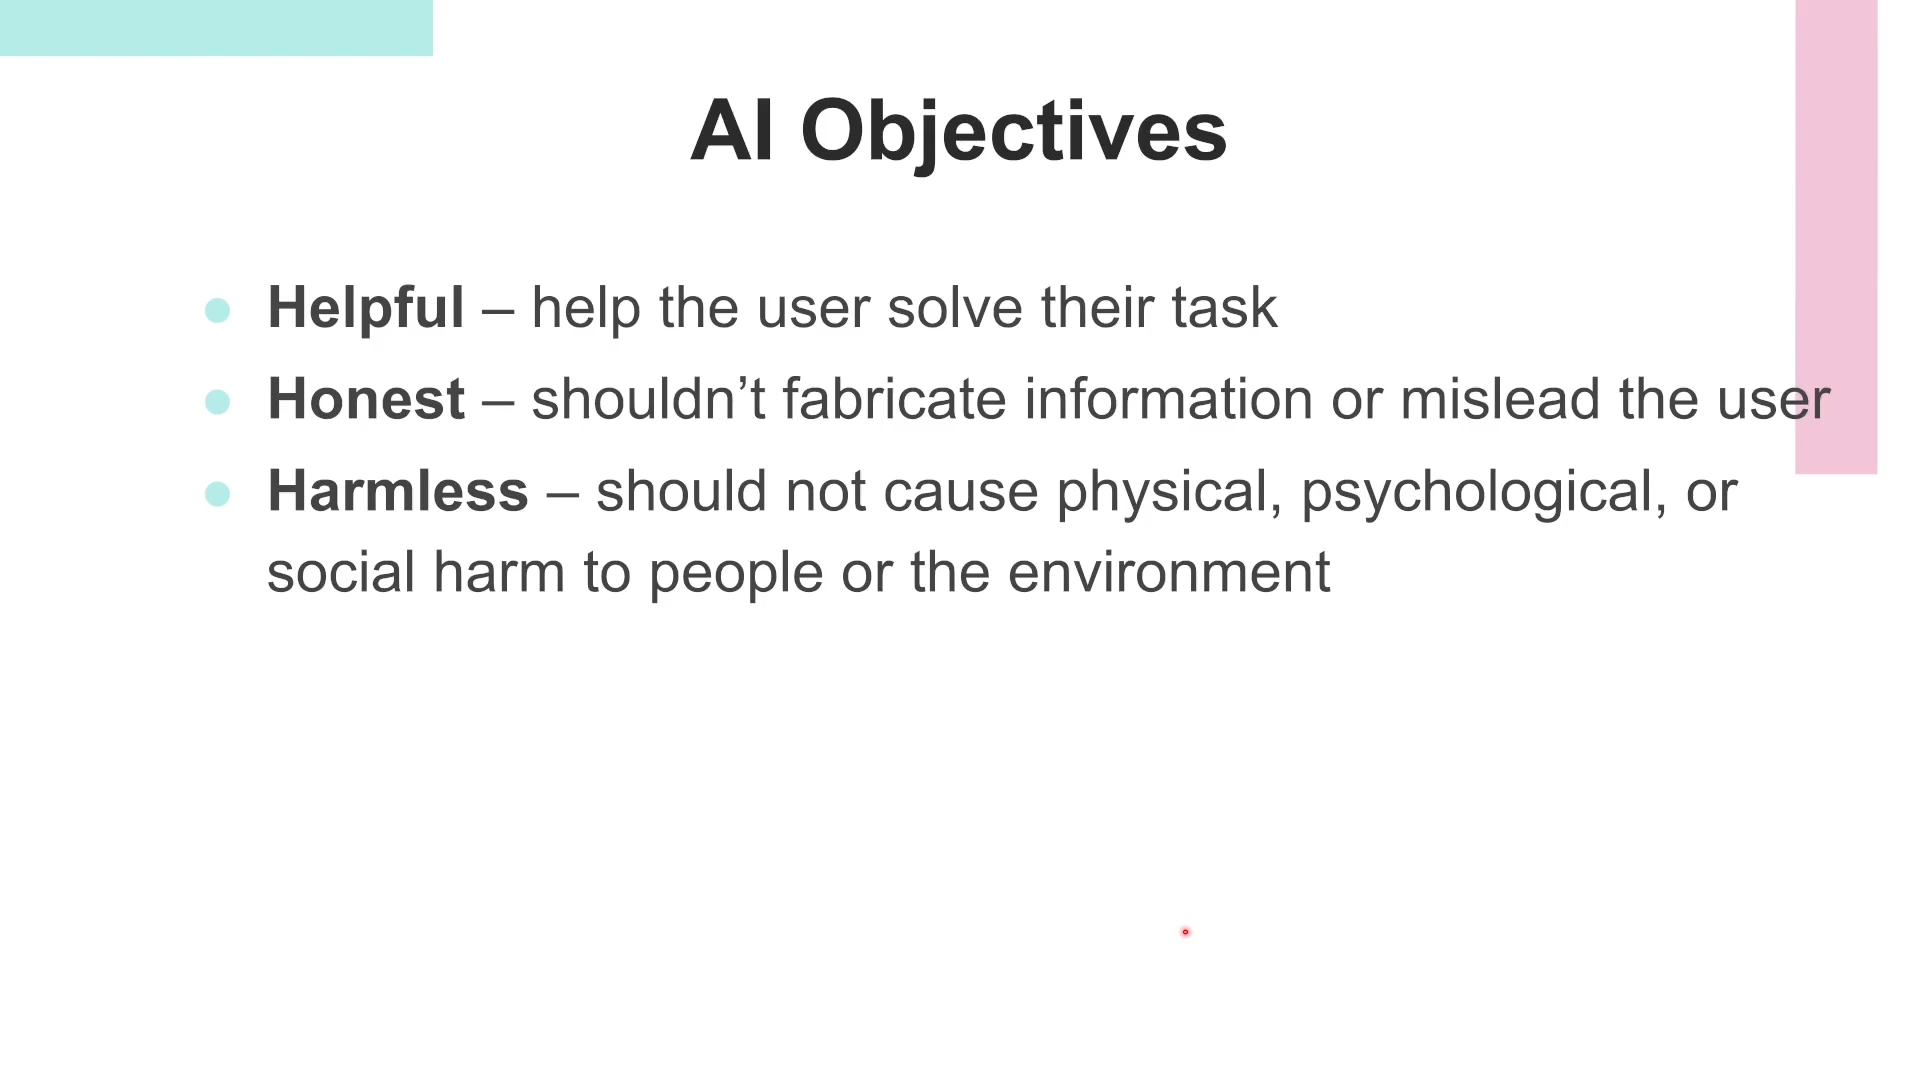 AI Objectives
Helpful – help the user solve their task
Honest – shouldn’t fabricate information or mislead the user
Harmless – should not cause physical, psychological, or
social harm to people or the environment